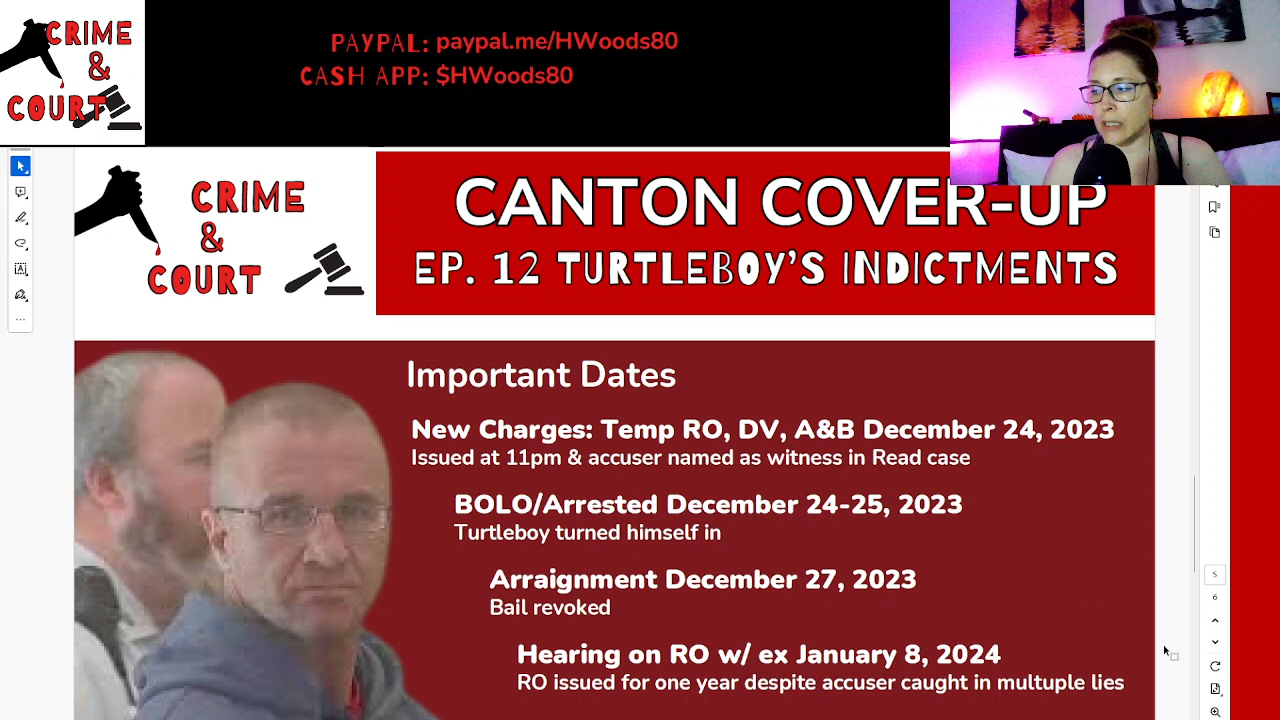 CRIME
&
COURT
PAYPAL: paypal.me/HWoods80
CASH APP: $HWoods80
CRIME
&
COURT
CANTON COVER-UP
EP. 12 TURTLEBOY'S INDICTMENTS
Important Dates
New Charges: Temp RO, DV, A&B December 24, 2023
Issued at 11pm & accuser named as witness in Read case
BOLO/Arrested December 24-25, 2023
Turtleboy turned himself in
Arraignment December 27, 2023
Bail revoked
Hearing on RO w/ ex January 8, 2024
RO issued for one year despite accuser caught in multuple lies
5
6